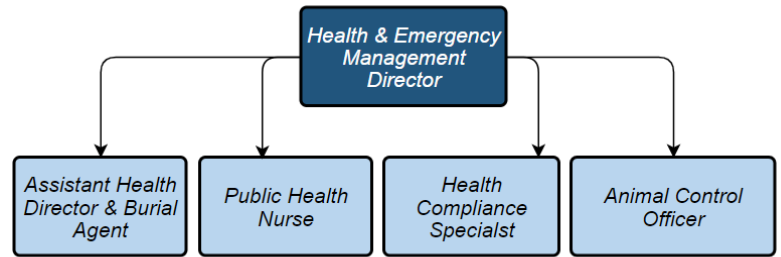 Health & Emergency
Management
Director
Assistant Health
Director & Burial
Agent
Public Health
Nurse
Health
Compliance
Specialst
Animal Control
Officer